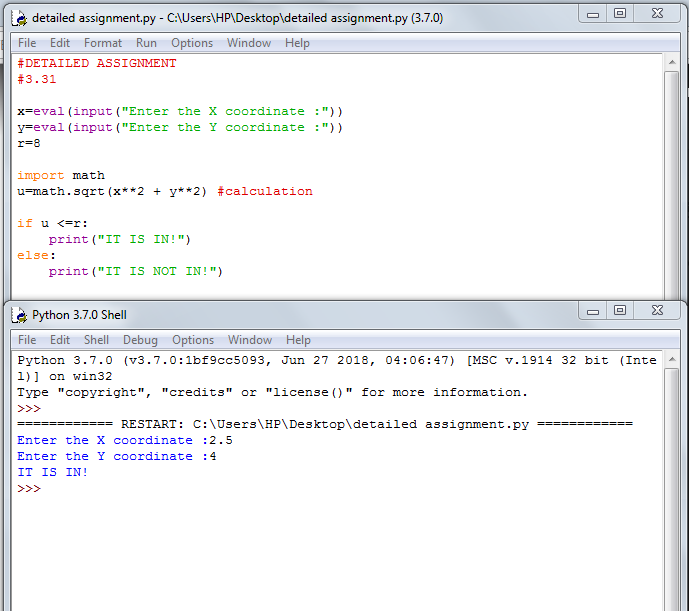 detailed assignment.py - C:\Users\HP\Desktop\detailed assignment.py (3.7.0)
File Edit Format Run Options Window Help
#DETAILED ASSIGNMENT
#3.31
x=eval(input("Enter the X coordinate :"))
y=eval(input("Enter the Y coordinate :"))
r=8
import math
u=math.sqrt(x**2 + y**2) #calculation
if u <=r:
    print("IT IS IN!")
else:
    print("IT IS NOT IN!")
Python 3.7.0 Shell
File Edit Shell Debug Options Window Help
Python 3.7.0 (v3.7.0:1bf9cc5093, Jun 27 2018, 04:06:47) [MSC v.1914 32 bit (Inte
l)] on win32
Type "copyright", "credits" or "license()" for more information.
>>>
============ RESTART: C:\Users\HP\Desktop\detailed assignment.py ============
Enter the X coordinate :2.5
Enter the Y coordinate :4
IT IS IN!
>>>